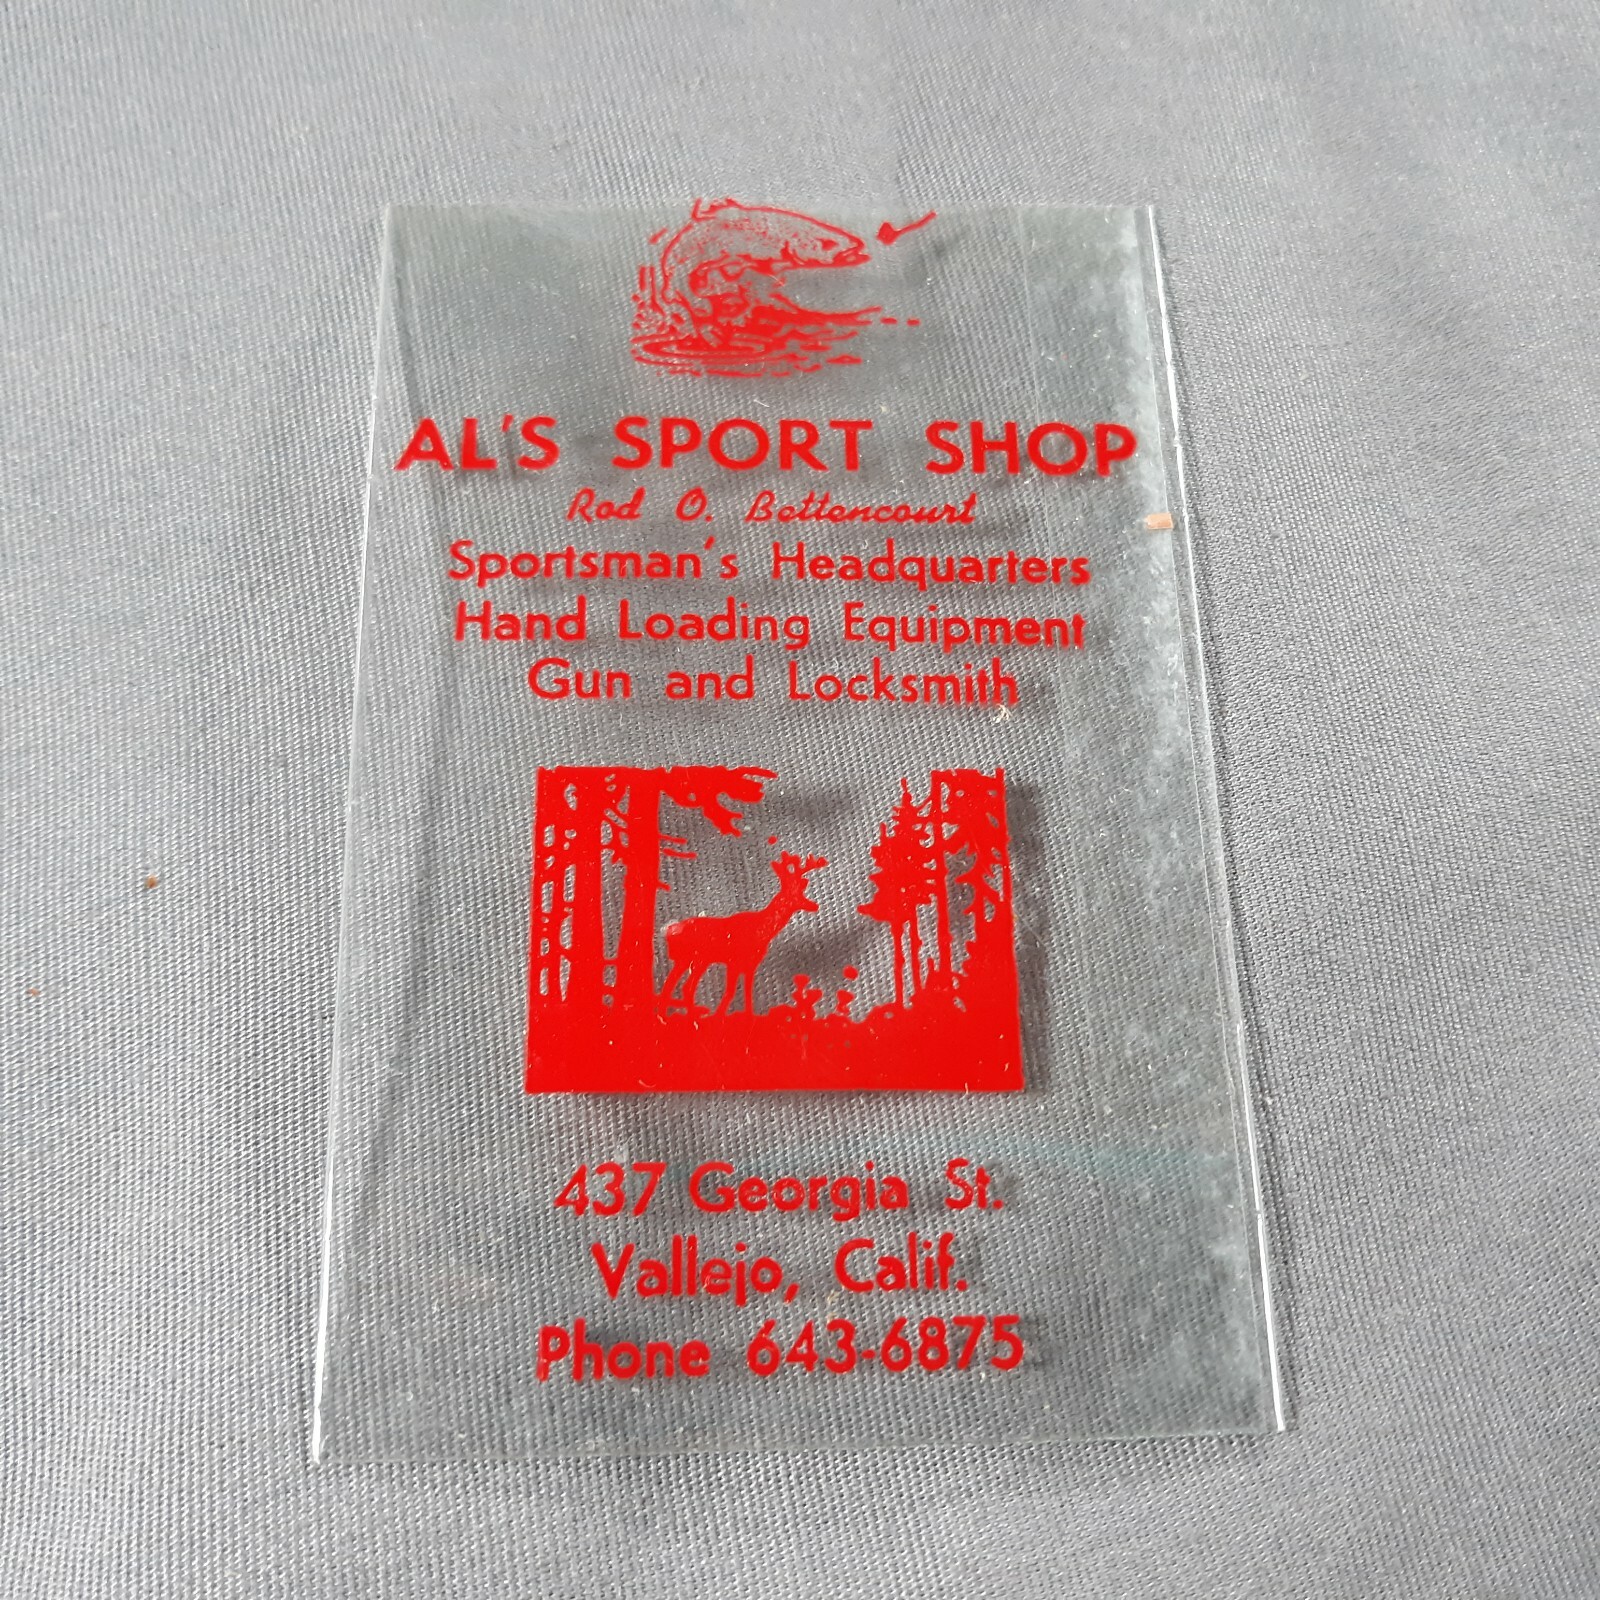 AL'S SPORT SHOP
Rod O. Bettencourt
Sportsman's Headquarters
Hand Loading Equipment
Gun and Locksmith
437 Georgia St.
Vallejo, Calif.
Phone 643-6875